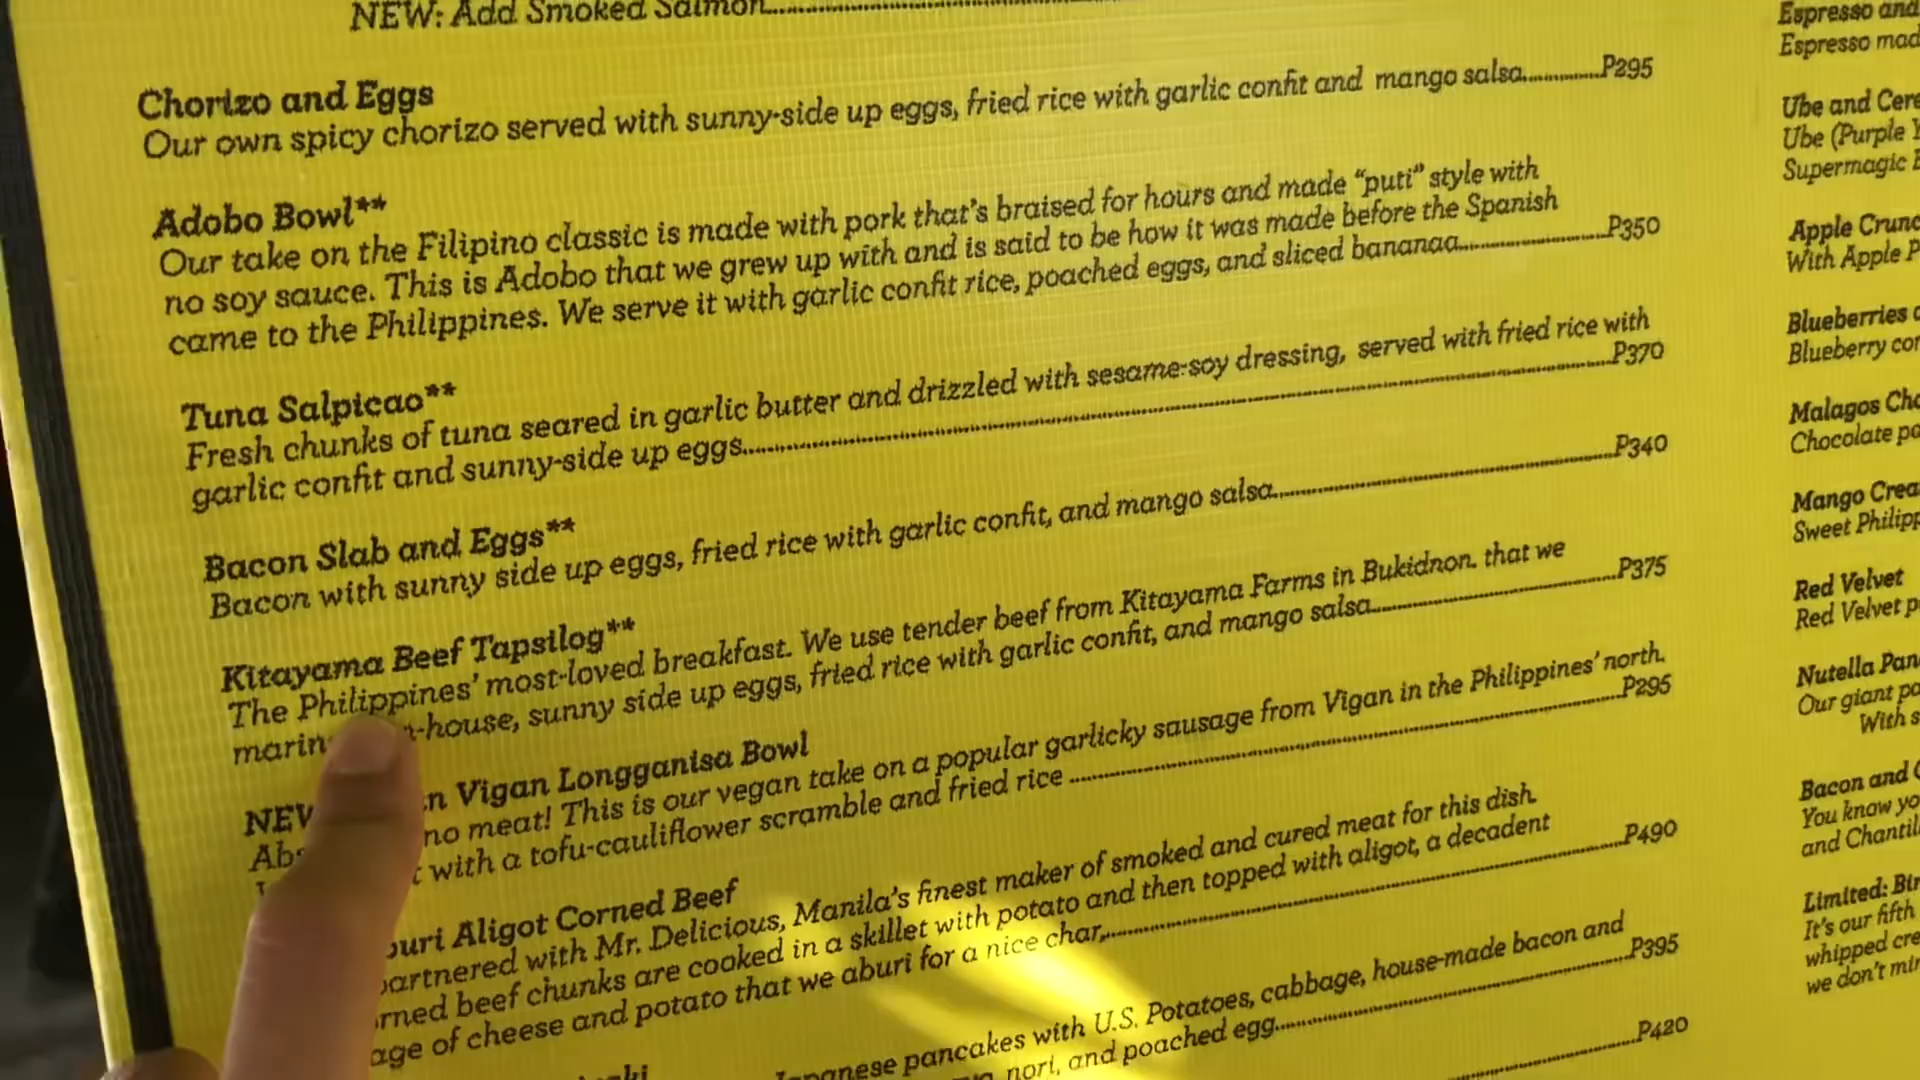 NEW: Add Smoked Salmon
Chorizo and Eggs
Our own spicy chorizo served with sunny-side up eggs, fried rice with garlic confit and mango salsa............P295
Adobo Bowl**
Our take on the Filipino classic is made with pork that's braised for hours and made "puti" style with
no soy sauce. This is Adobo that we grew up with and is said to be how it was made before the Spanish
came to the Philippines. We serve it with garlic confit rice, poached eggs, and sliced bananaa......................P350
Tuna Salpicao**
Fresh chunks of tuna seared in garlic butter and drizzled with sesame-soy dressing, served with fried rice with
garlic confit and sunny-side up eggs......................P370
Bacon Slab and Eggs**
Bacon with sunny side up eggs, fried rice with garlic confit, and mango salsa......................P340
Kitayama Beef Tapsilog**
The Philippines' most-loved breakfast. We use tender beef from Kitayama Farms in Bukidnon. that we
-house, sunny side up eggs, fried rice with garlic confit, and mango salsa......................P375
Vigan Longganisa Bowl
no meat! This is our vegan take on a popular garlicky sausage from Vigan in the Philippines' north.
with a tofu-cauliflower scramble and fried rice ......................P295
Aligot Corned Beef
with Mr. Delicious, Manila's finest maker of smoked and cured meat for this dish.
beef chunks are cooked in a skillet with potato and then topped with aligot, a decadent
of cheese and potato that we aburi for a nice char,......................P490
pancakes with U.S. Potatoes, cabbage, house-made bacon and
nori, and poached egg......................P395
P420
Espresso and
Espresso
Ube and
Ube (Purple
Supermagic
Apple
With Apple
Blueberries
Blueberry
Malagos
Chocolate
Mango
Sweet
Red Velvet
Red Velvet
Nutella
Our giant
With
Bacon and
You know
and
Limited:
It's our fifth
whipped
we don't